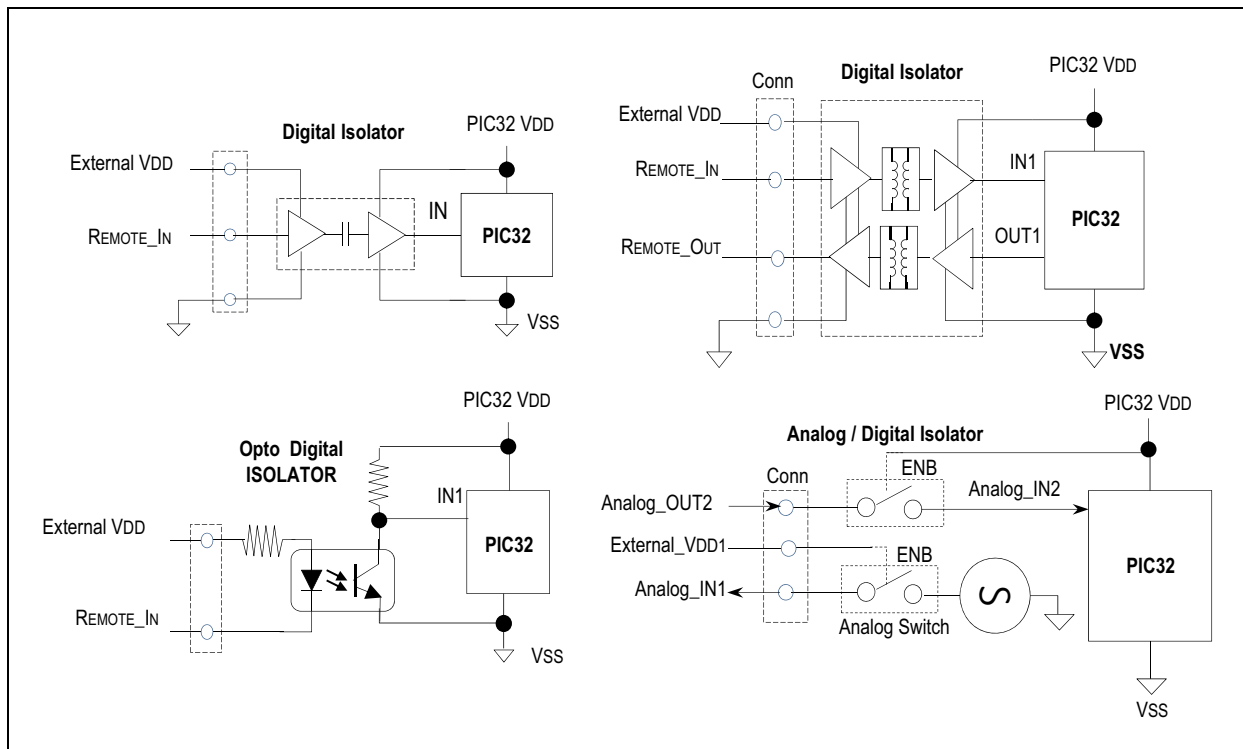 Digital Isolator
PIC32 VDD
External VDD
REMOTE_IN
IN
PIC32
VSS
Conn
Digital Isolator
PIC32 VDD
External VDD
REMOTE_IN
IN1
PIC32
REMOTE_OUT
OUT1
VSS
PIC32 VDD
Opto Digital
ISOLATOR
IN1
External VDD
PIC32
REMOTE_IN
VSS
PIC32 VDD
Analog / Digital Isolator
Conn
ENB
Analog_OUT2
Analog_IN2
External_VDD1
ENB
PIC32
Analog_IN1
S
Analog Switch
VSS